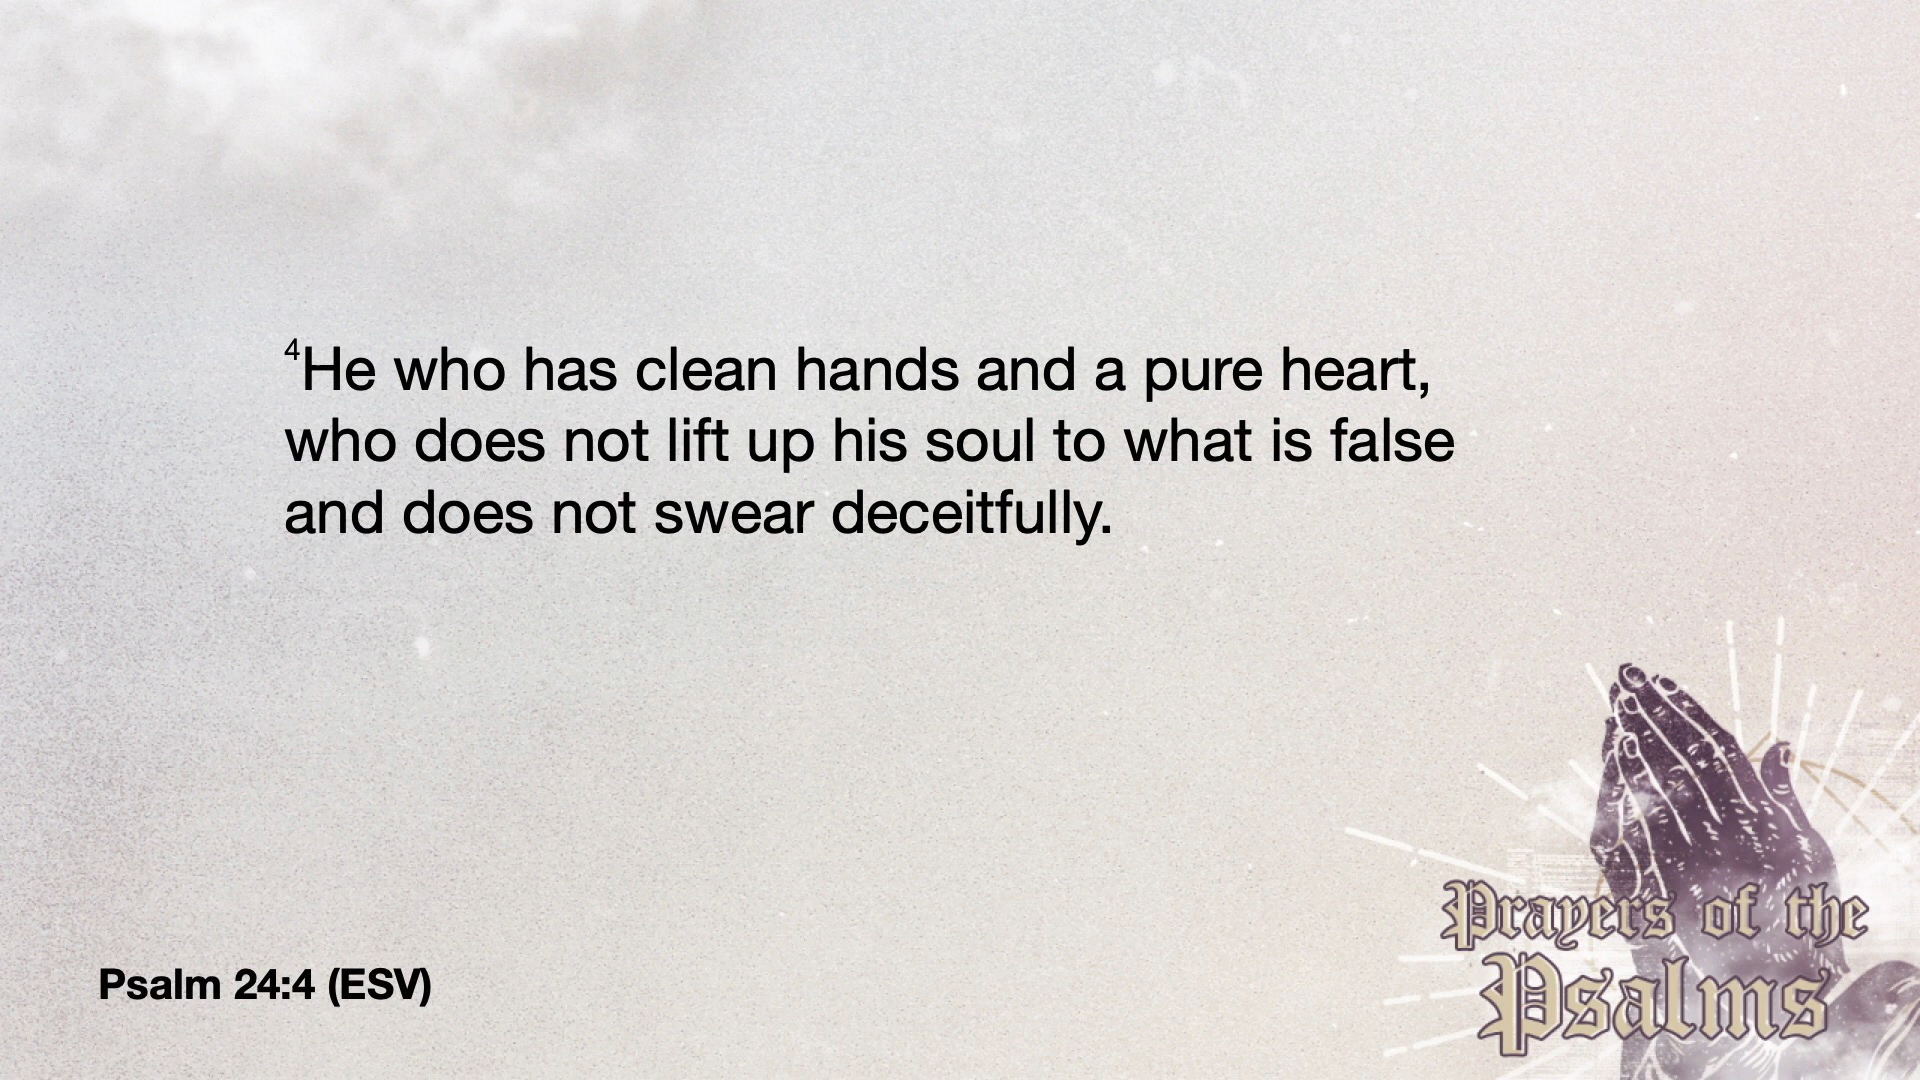 ⁴He who has clean hands and a pure heart,
who does not lift up his soul to what is false
and does not swear deceitfully.
Psalm 24:4 (ESV)
Prayers of the
Psalms